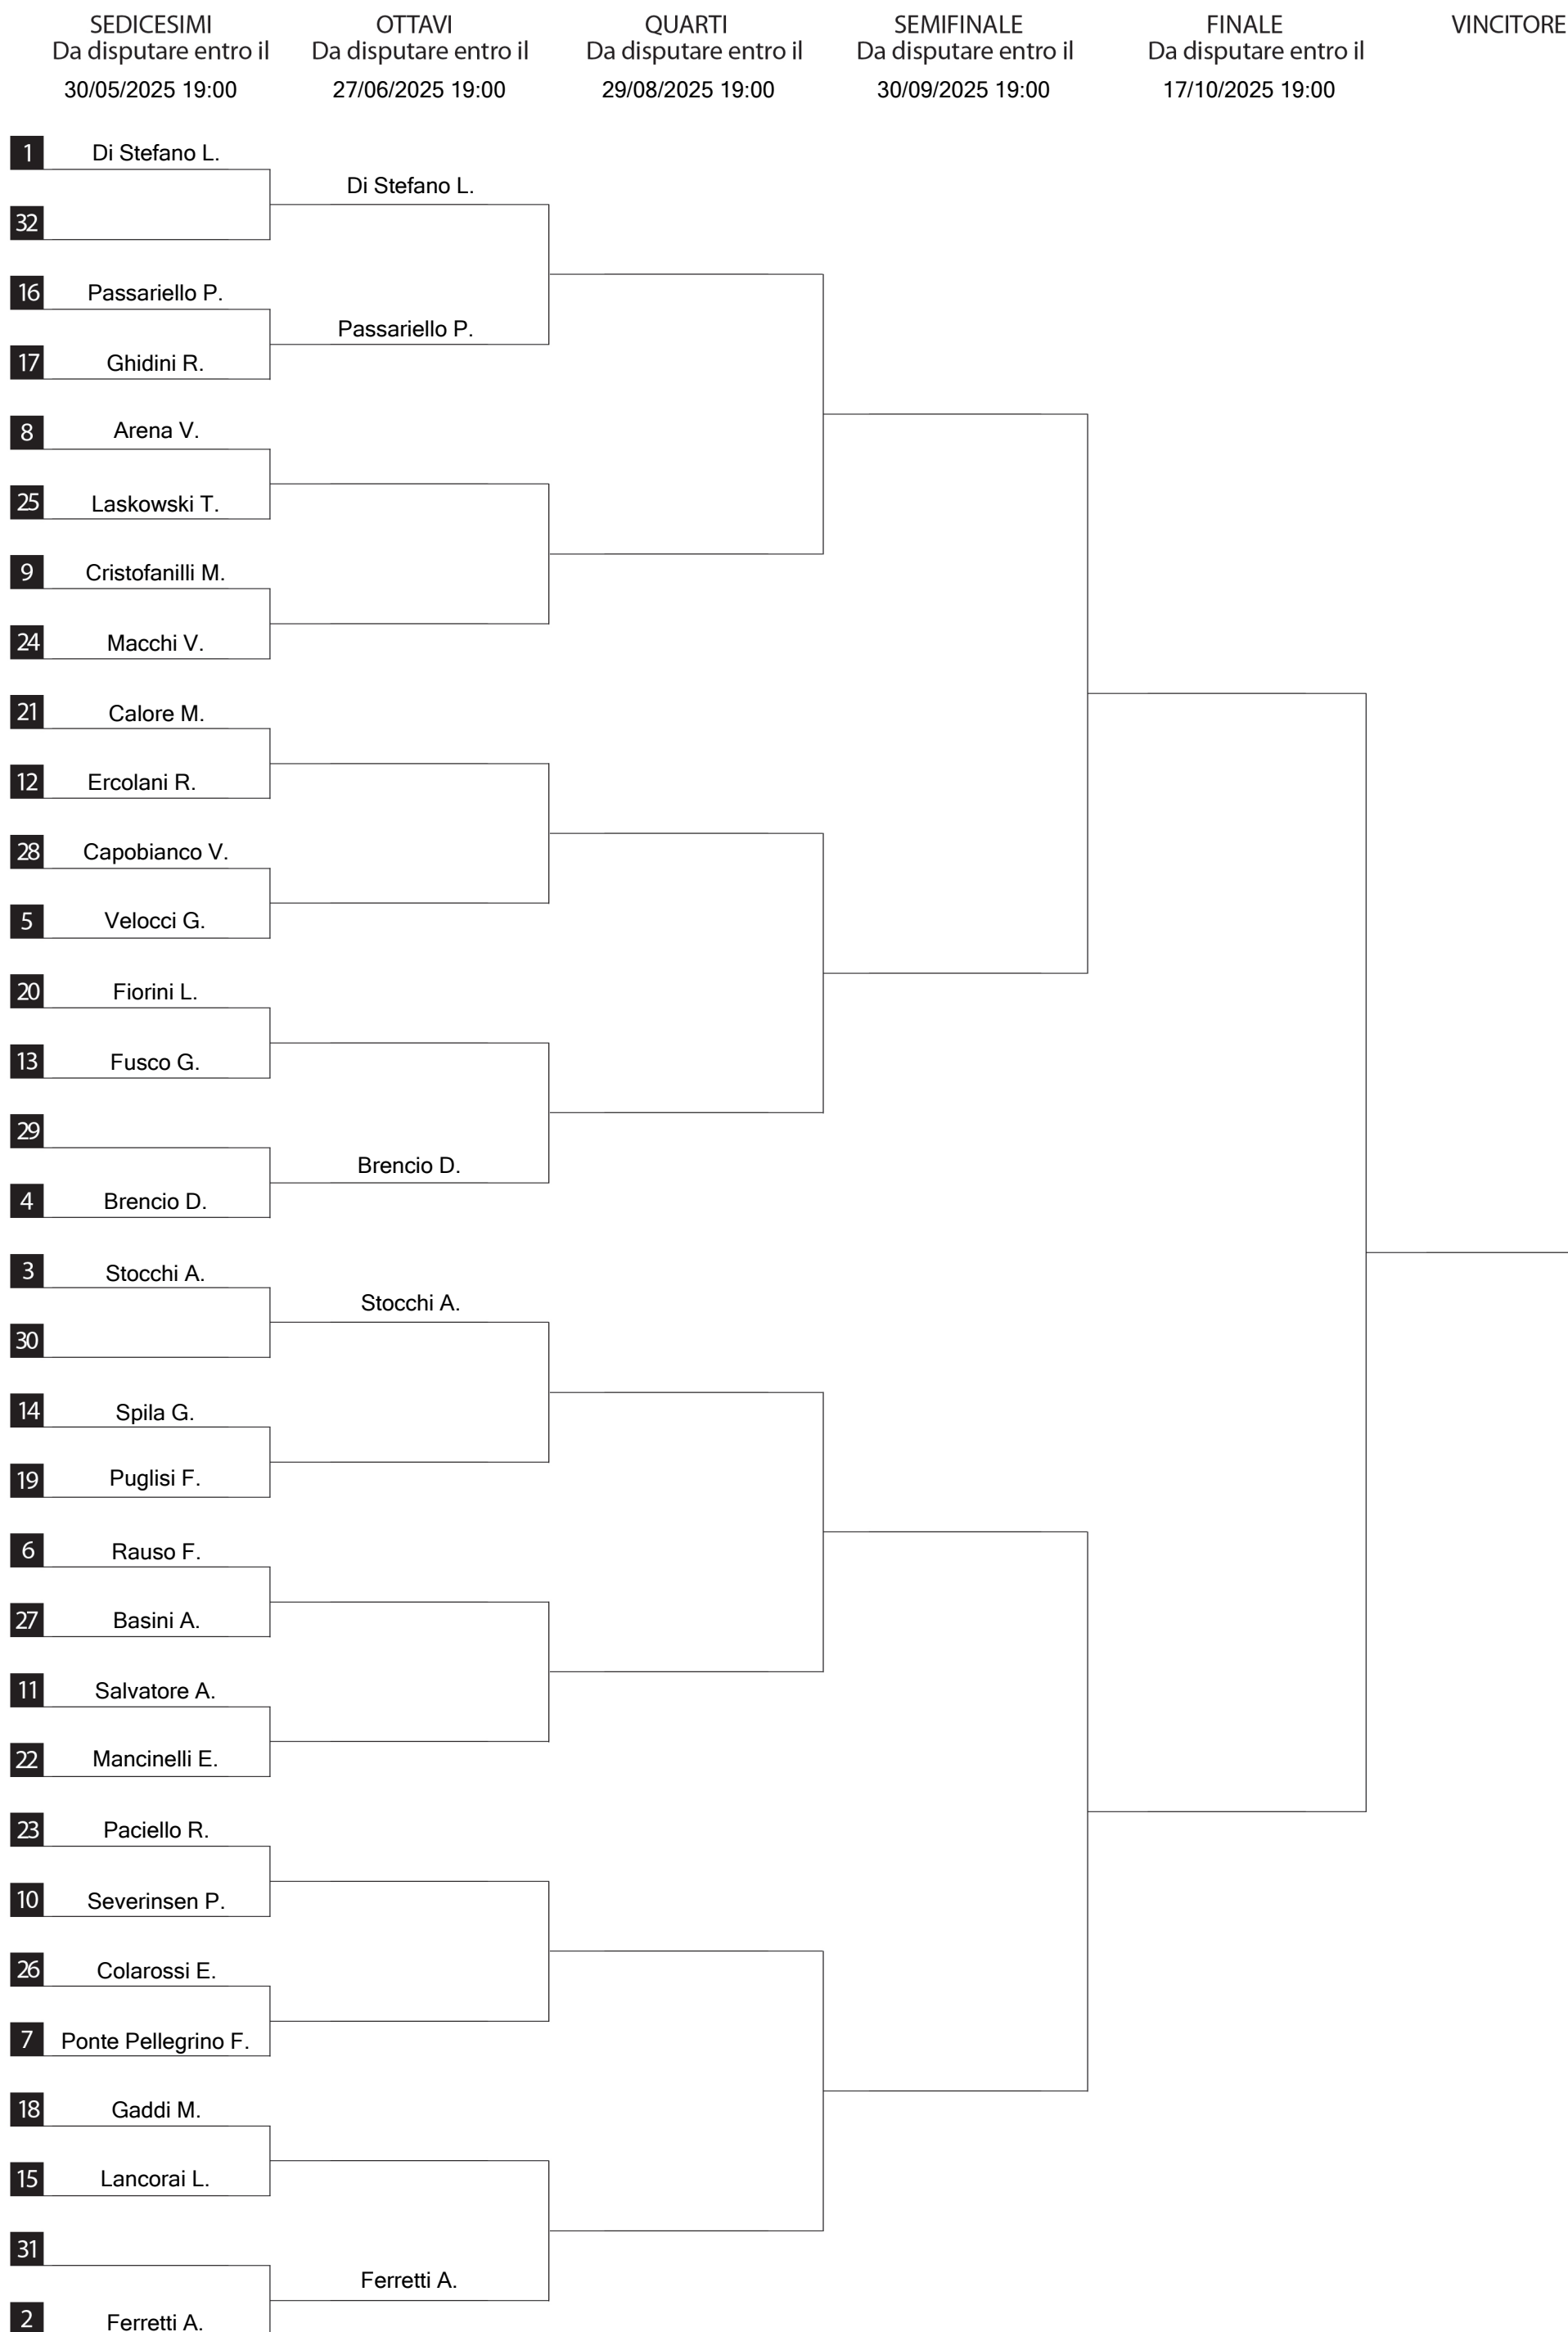 SEDICESIMI
Da disputare entro il
30/05/2025 19:00
OTTAVI
Da disputare entro il
27/06/2025 19:00
QUARTI
Da disputare entro il
29/08/2025 19:00
SEMIFINALE
Da disputare entro il
30/09/2025 19:00
FINALE
Da disputare entro il
17/10/2025 19:00
VINCITORE
1 Di Stefano L.
Di Stefano L.
32
16 Passariello P.
Passariello P.
17 Ghidini R.
8 Arena V.
25 Laskowski T.
9 Cristofanilli M.
24 Macchi V.
21 Calore M.
12 Ercolani R.
28 Capobianco V.
5 Velocci G.
20 Fiorini L.
13 Fusco G.
29
Brencio D.
4 Brencio D.
3 Stocchi A.
Stocchi A.
30
14 Spila G.
19 Puglisi F.
6 Rauso F.
27 Basini A.
11 Salvatore A.
22 Mancinelli E.
23 Paciello R.
10 Severinsen P.
26 Colarossi E.
7 Ponte Pellegrino F.
18 Gaddi M.
15 Lancorai L.
31
Ferretti A.
2 Ferretti A.